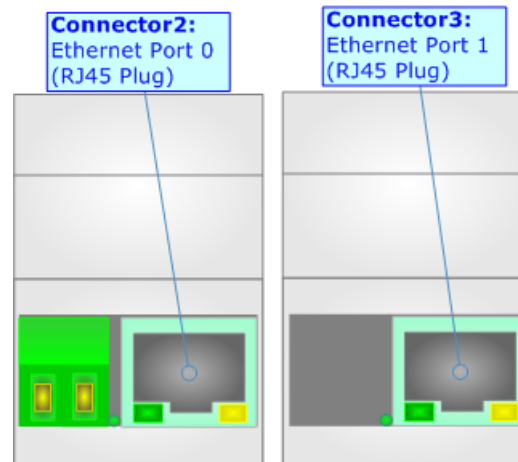 Connector2:
Ethernet Port 0
(RJ45 Plug)
Connector3:
Ethernet Port 1
(RJ45 Plug)